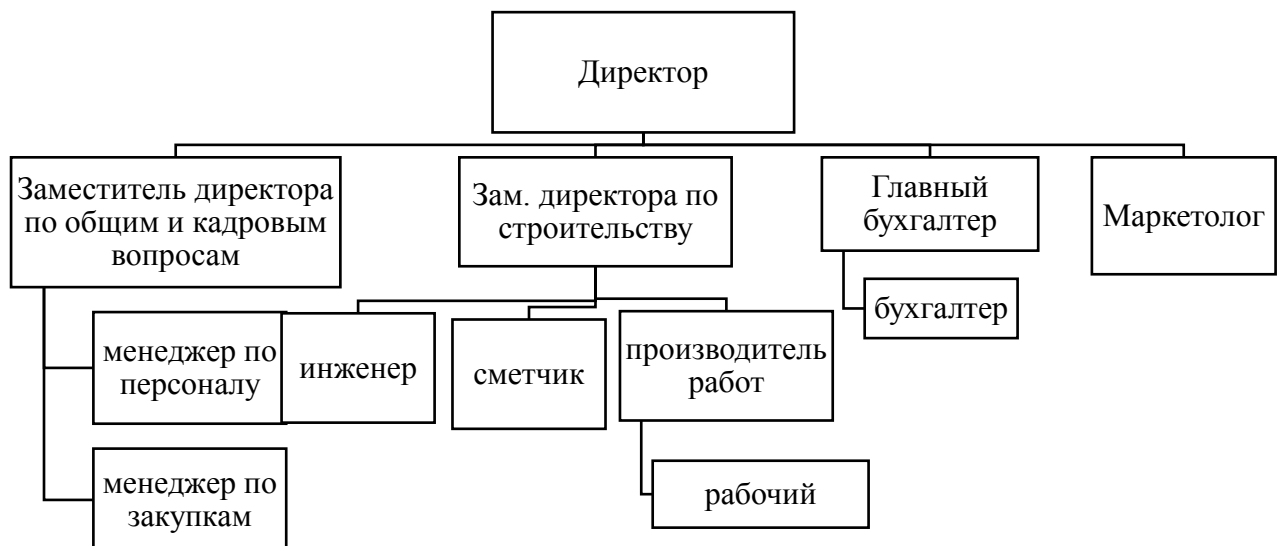 Директор
Заместитель директора
по общим и кадровым
вопросам
Зам. директора по
строительству
Главный
бухгалтер
Маркетолог
менеджер по
персоналу
инженер
сметчик
производитель
работ
бухгалтер
менеджер по
закупкам
рабочий